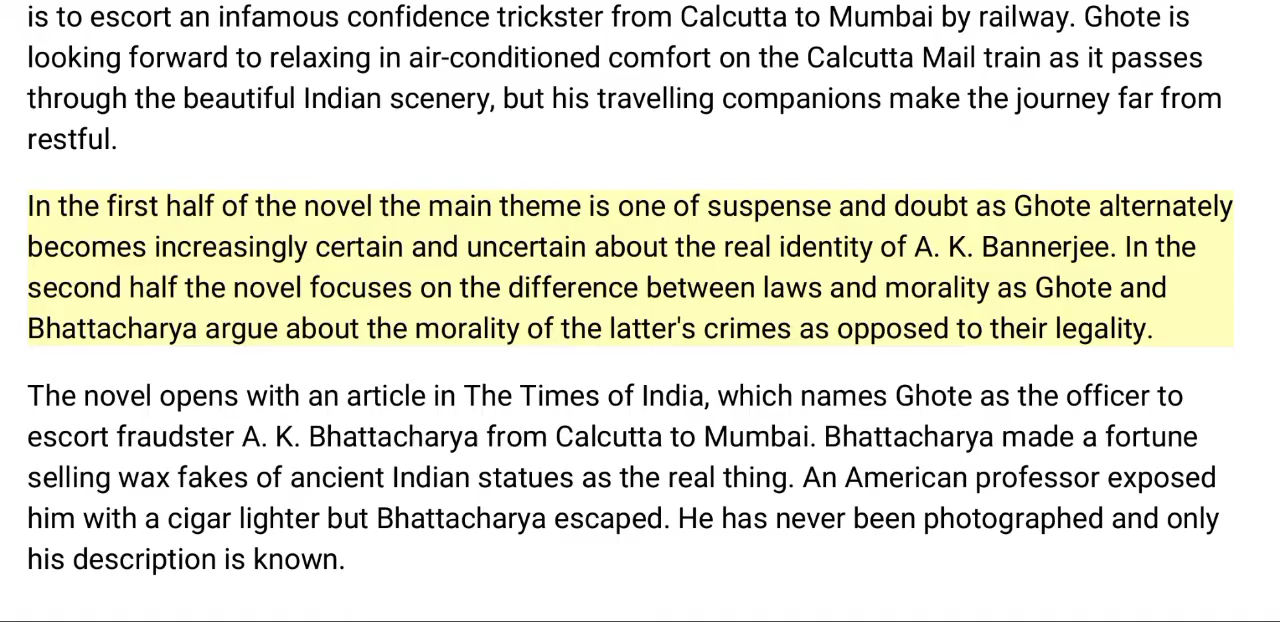 is to escort an infamous confidence trickster from Calcutta to Mumbai by railway. Ghote is
looking forward to relaxing in air-conditioned comfort on the Calcutta Mail train as it passes
through the beautiful Indian scenery, but his travelling companions make the journey far from
restful.
In the first half of the novel the main theme is one of suspense and doubt as Ghote alternately
becomes increasingly certain and uncertain about the real identity of A. K. Bannerjee. In the
second half the novel focuses on the difference between laws and morality as Ghote and
Bhattacharya argue about the morality of the latter's crimes as opposed to their legality.
The novel opens with an article in The Times of India, which names Ghote as the officer to
escort fraudster A. K. Bhattacharya from Calcutta to Mumbai. Bhattacharya made a fortune
selling wax fakes of ancient Indian statues as the real thing. An American professor exposed
him with a cigar lighter but Bhattacharya escaped. He has never been photographed and only
his description is known.